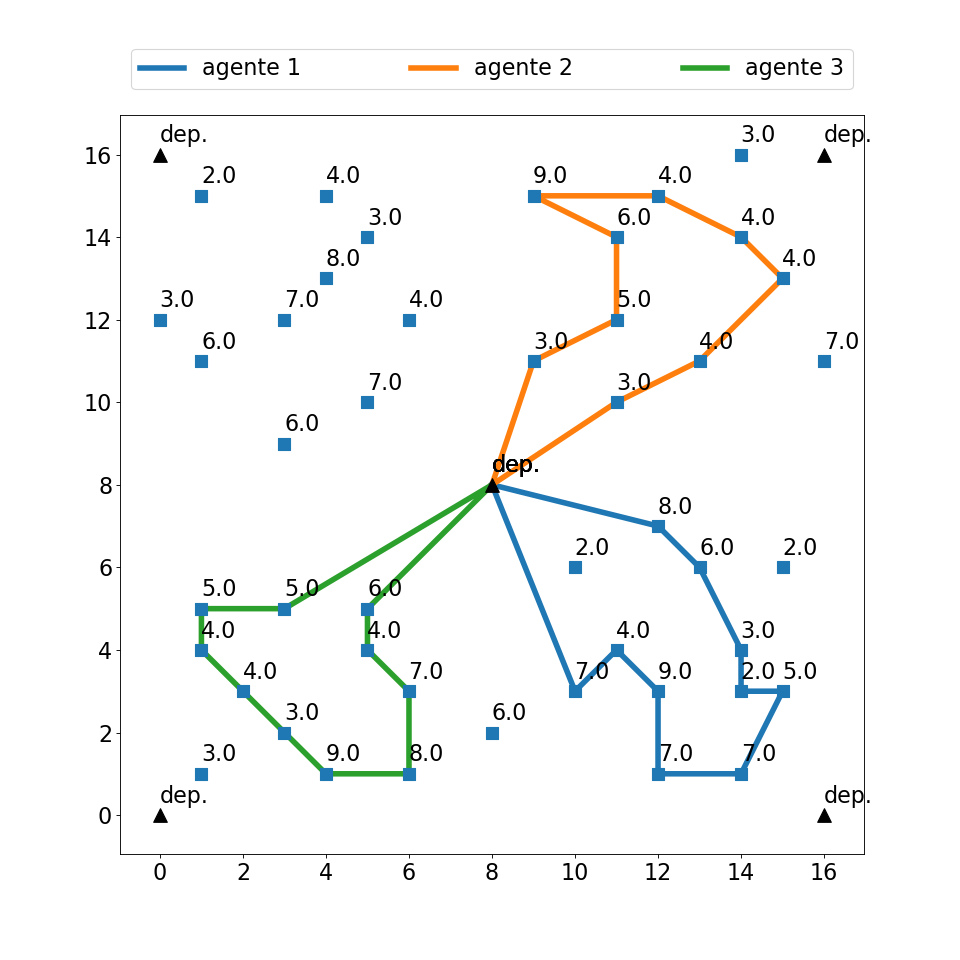 agente 1 agente 2 agente 3
dep. 3.0 dep.
16
2.0 4.0 9.0 4.0
3.0 6.0 4.0
14
8.0 4.0
3.0 7.0 4.0 5.0
12
6.0 3.0 4.0 7.0
7.0 3.0
10
6.0
dep.
8
8.0
2.0 6.0 2.0
6
5.0 5.0 6.0
4.0 4.0 4.0 3.0
4
4.0 7.0 7.0 9.0 2.0 5.0
3.0 6.0
2
3.0 9.0 8.0 7.0 7.0
dep. dep.
0
0 2 4 6 8 10 12 14 16